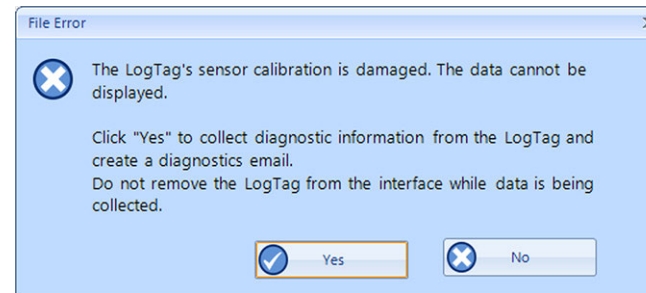 File Error
The LogTag's sensor calibration is damaged. The data cannot be
displayed.
Click "Yes" to collect diagnostic information from the LogTag and
create a diagnostics email.
Do not remove the LogTag from the interface while data is being
collected.
Yes
No